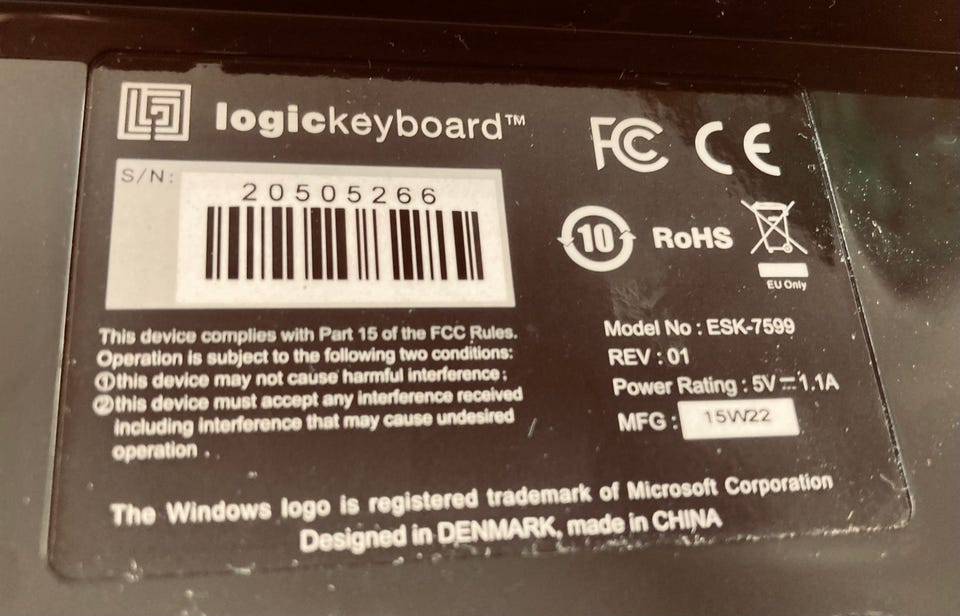 logickeyboard™
FC CE
S/N:
20505266
10
RoHS
EU Only
This device complies with Part 15 of the FCC Rules.
Operation is subject to the following two conditions:
①this device may not cause harmful interference;
②this device must accept any interference received
including interference that may cause undesired
operation .
Model No : ESK-7599
REV : 01
Power Rating : 5V⎓1.1A
MFG : 15W22
The Windows logo is registered trademark of Microsoft Corporation
Designed in DENMARK, made in CHINA